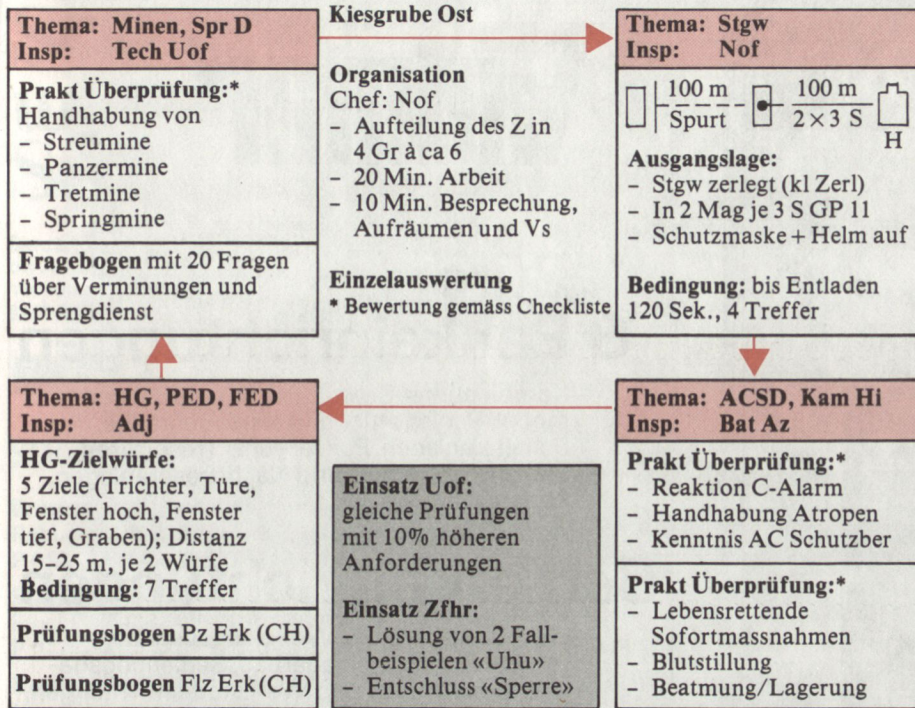 Thema: Minen, Spr D
Insp: Tech Uof
Prakt Überprüfung:*
Handhabung von
– Streumine
– Panzermine
– Tretmine
– Springmine
Fragebogen mit 20 Fragen
über Verminungen und
Sprengdienst
Kiesgrube Ost
Organisation
Chef: Nof
– Aufteilung des Z in
4 Gr à ca 6
– 20 Min. Arbeit
– 10 Min. Besprechung,
Aufräumen und Vs
Einzelauswertung
* Bewertung gemäss Checkliste
Thema: Stgw
Insp: Nof
100 m
Spurt
100 m
2 × 3 S
H
Ausgangslage:
– Stgw zerlegt (kl Zerl)
– In 2 Mag je 3 S GP 11
– Schutzmaske + Helm auf
Bedingung: bis Entladen
120 Sek., 4 Treffer
Thema: HG, PED, FED
Insp: Adj
HG-Zielwürfe:
5 Ziele (Trichter, Türe,
Fenster hoch, Fenster
tief, Graben); Distanz
15–25 m, je 2 Würfe
Bedingung: 7 Treffer
Prüfungsbogen Pz Erk (CH)
Prüfungsbogen Flz Erk (CH)
Einsatz Uof:
gleiche Prüfungen
mit 10% höheren
Anforderungen
Einsatz Zfhr:
– Lösung von 2 Fall-
beispielen «Uhu»
– Entschluss «Sperre»
Thema: ACSD, Kam Hi
Insp: Bat Az
Prakt Überprüfung:*
– Reaktion C-Alarm
– Handhabung Atropen
– Kenntnis AC Schutzber
Prakt Überprüfung:*
– Lebensrettende
Sofortmassnahmen
– Blutstillung
– Beatmung/Lagerung